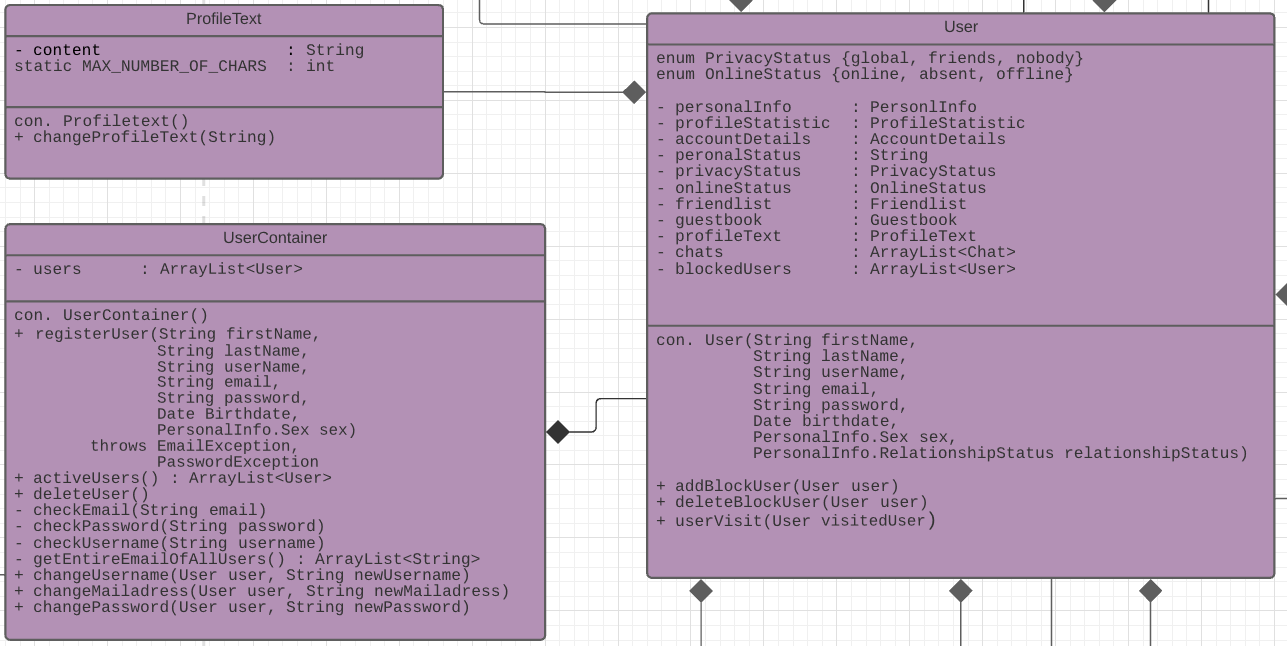 ProfileText
- content : String
static MAX_NUMBER_OF_CHARS : int
con. Profiletext()
+ changeProfileText(String)
UserContainer
- users : ArrayList<User>
con. UserContainer()
+ registerUser(String firstName,
String lastName,
String userName,
String email,
String password,
Date Birthdate,
PersonalInfo.Sex sex)
throws EmailException,
PasswordException
+ activeUsers() : ArrayList<User>
+ deleteUser()
- checkEmail(String email)
- checkPassword(String password)
- checkUsername(String username)
- getEntireEmailOfAllUsers() : ArrayList<String>
+ changeUsername(User user, String newUsername)
+ changeMailadress(User user, String newMailadress)
+ changePassword(User user, String newPassword)
User
enum PrivacyStatus {global, friends, nobody}
enum OnlineStatus {online, absent, offline}
- personalInfo : PersonlInfo
- profileStatistic : ProfileStatistic
- accountDetails : AccountDetails
- peronalStatus : String
- privacyStatus : PrivacyStatus
- onlineStatus : OnlineStatus
- friendlist : Friendlist
- guestbook : Guestbook
- profileText : ProfileText
- chats : ArrayList<Chat>
- blockedUsers : ArrayList<User>
con. User(String firstName,
String lastName,
String userName,
String email,
String password,
Date birthdate,
PersonalInfo.Sex sex,
PersonalInfo.RelationshipStatus relationshipStatus)
+ addBlockUser(User user)
+ deleteBlockUser(User user)
+ userVisit(User visitedUser)